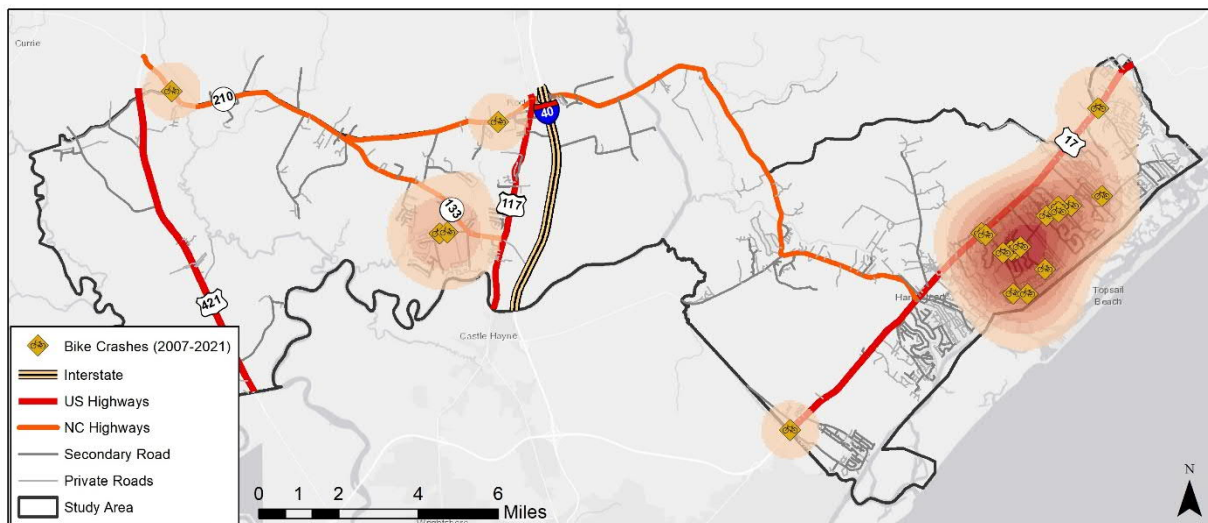 Currie
210
40
17
133
117
421
Topsail
Beach
Castle Hayne
Bike Crashes (2007-2021)
Interstate
US Highways
NC Highways
Secondary Road
Private Roads
Study Area
0 1 2 4 6
Miles
N